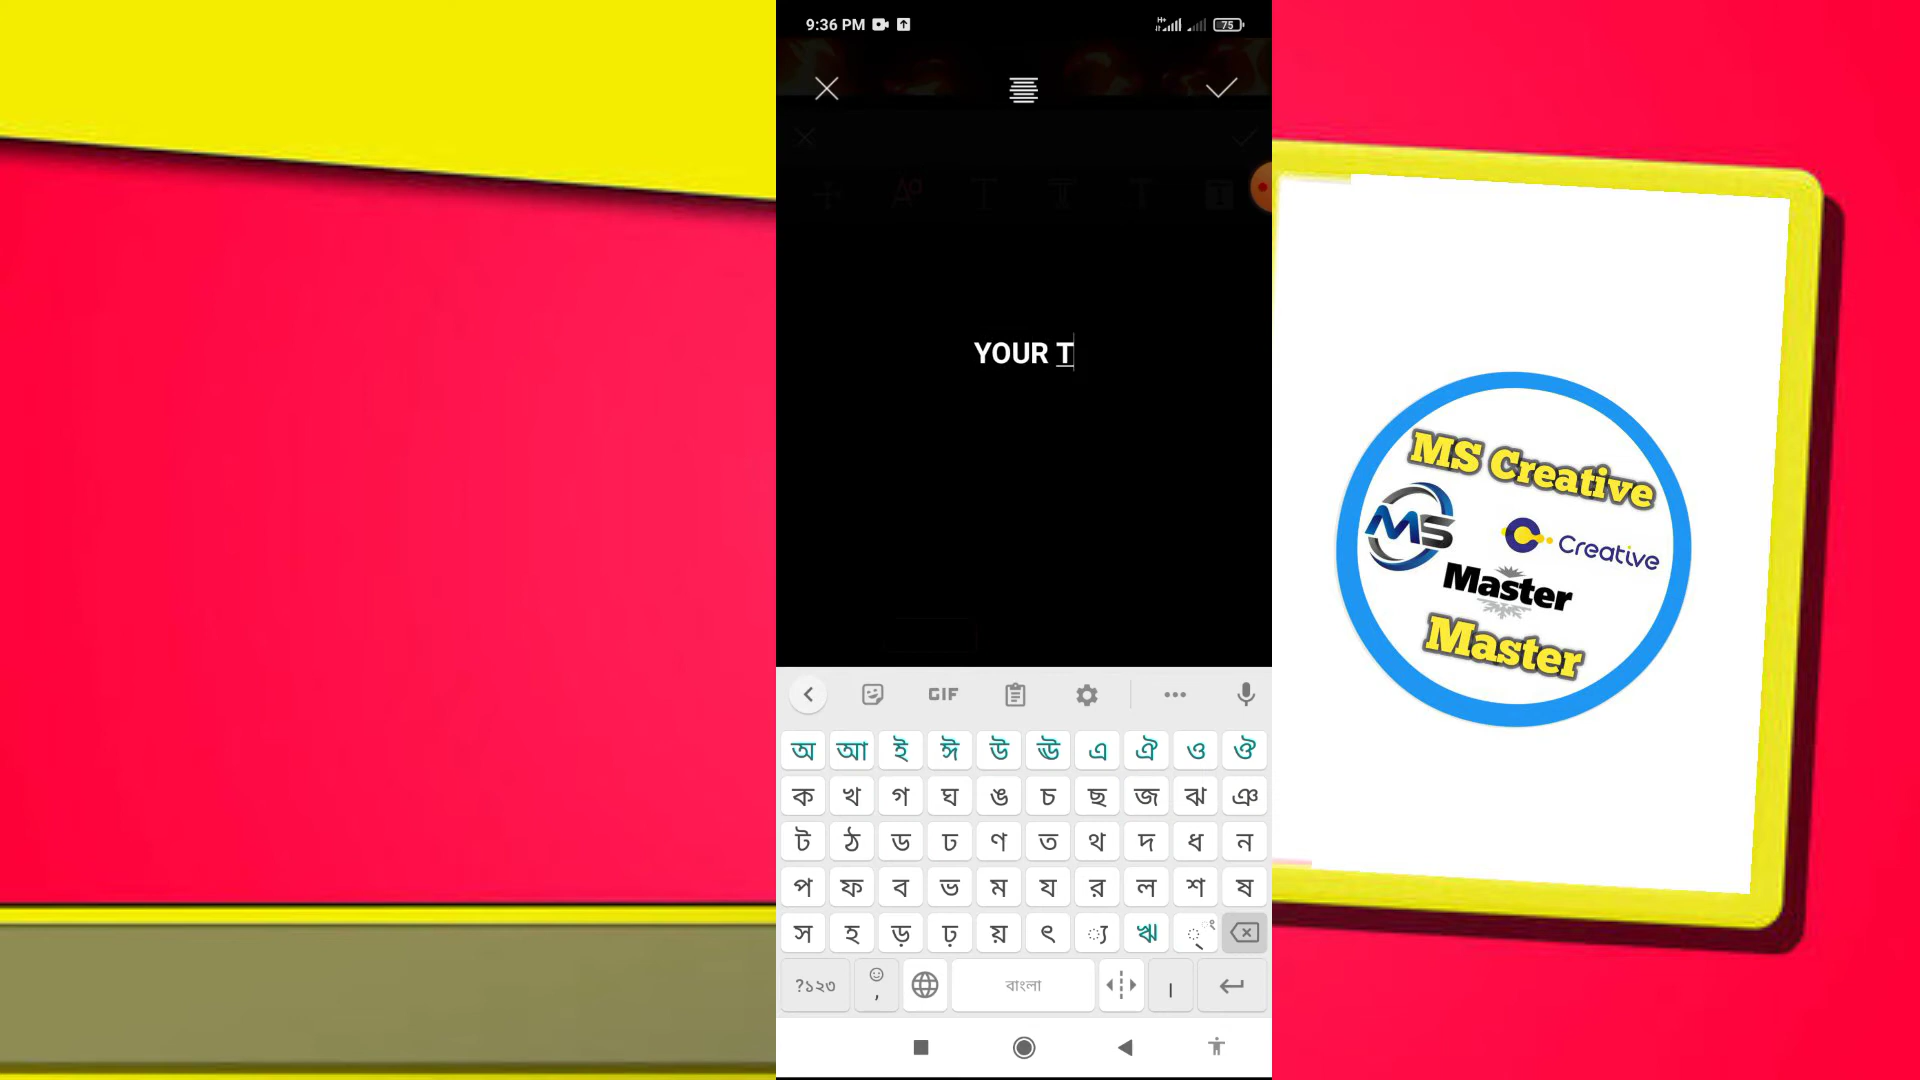 9:36 PM
75
YOUR T
GIF
অ আ ই ঈ উ ঊ এ ঐ ও ঔ
ক খ গ ঘ ঙ চ ছ জ ঝ ঞ
ট ঠ ড ঢ ণ ত থ দ ধ ন
প ফ ব ভ ম য র ল শ ষ
স হ ড় ঢ় য় ৎ ্য ঋ ্ ং
?১২৩ , বাংলা ।
MS Creative
MS Creative
Master
Master